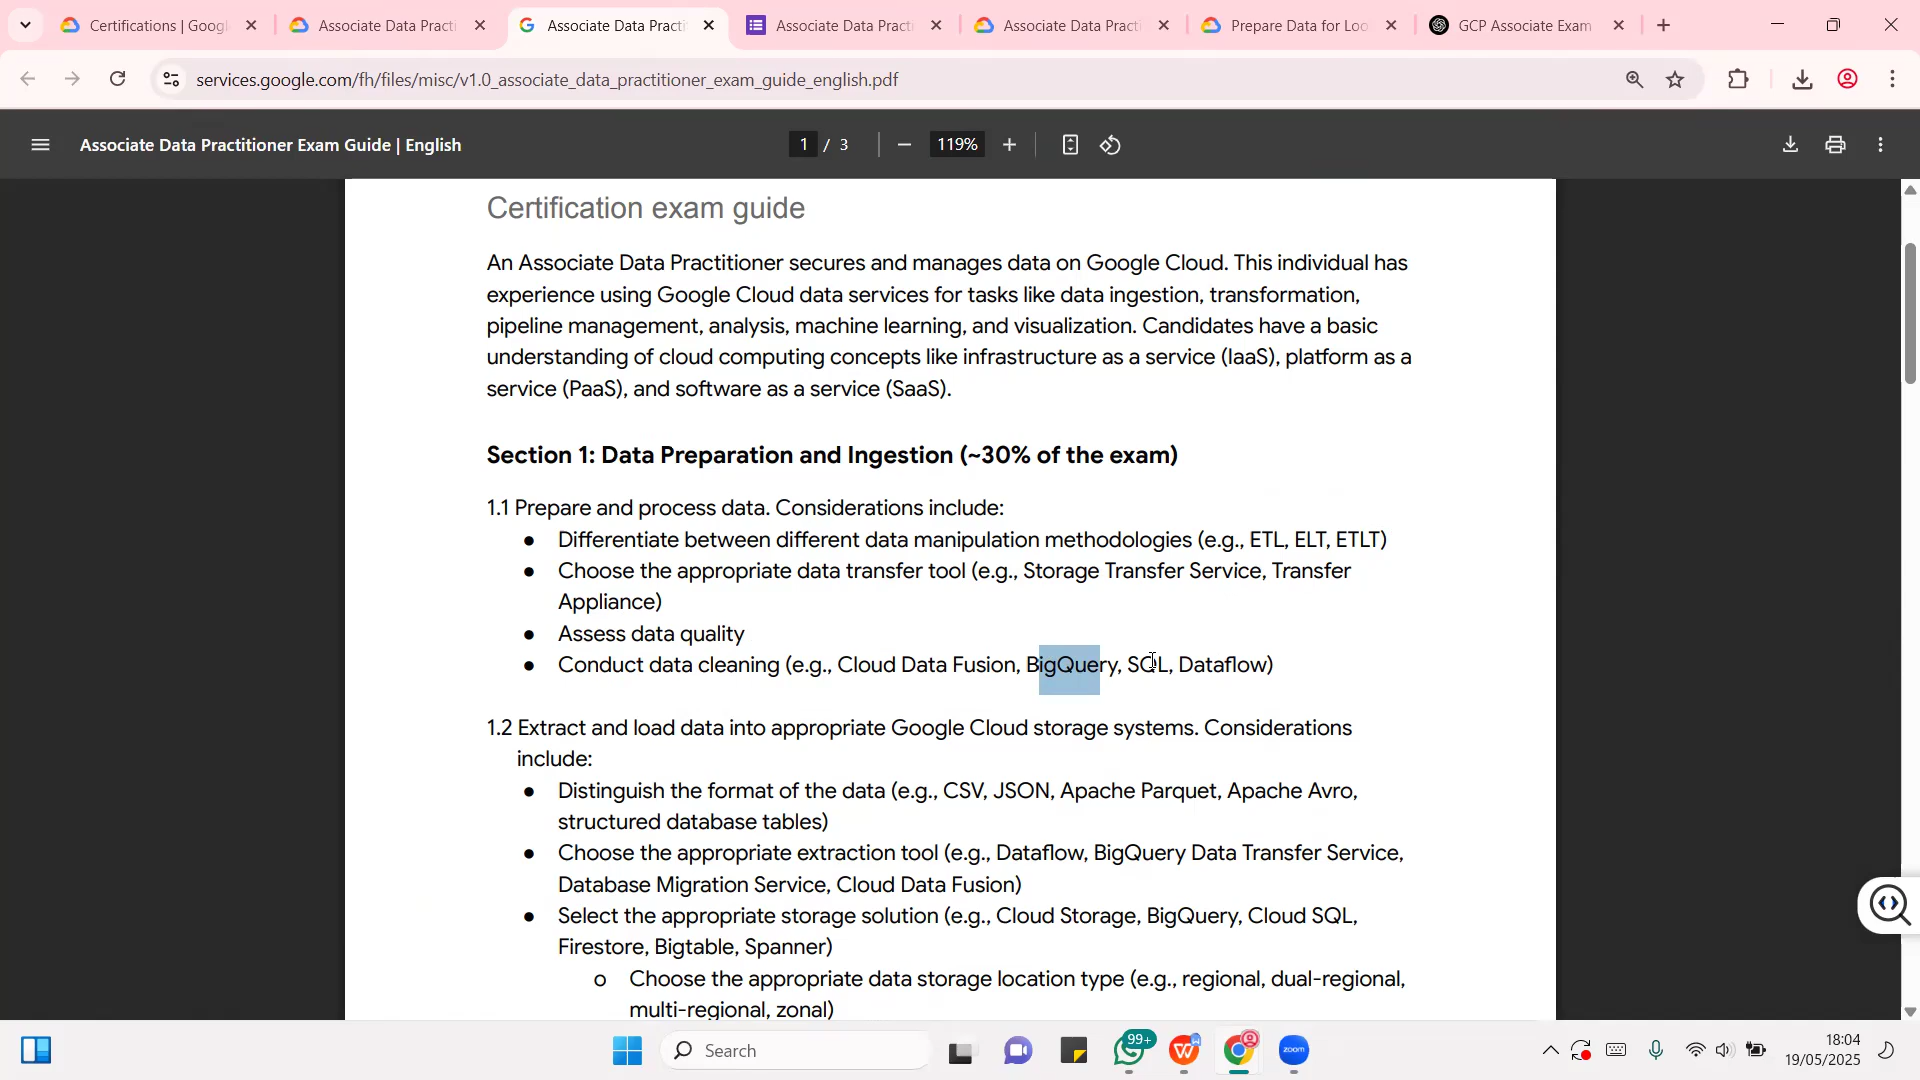 Certifications | Googl
Associate Data Practi
Associate Data Practi
Associate Data Practi
Associate Data Practi
Prepare Data for Loo
GCP Associate Exam
services.google.com/fh/files/misc/v1.0_associate_data_practitioner_exam_guide_english.pdf
Associate Data Practitioner Exam Guide | English
1 / 3
119%
Certification exam guide
An Associate Data Practitioner secures and manages data on Google Cloud. This individual has
experience using Google Cloud data services for tasks like data ingestion, transformation,
pipeline management, analysis, machine learning, and visualization. Candidates have a basic
understanding of cloud computing concepts like infrastructure as a service (IaaS), platform as a
service (PaaS), and software as a service (SaaS).
Section 1: Data Preparation and Ingestion (~30% of the exam)
1.1 Prepare and process data. Considerations include:
● Differentiate between different data manipulation methodologies (e.g., ETL, ELT, ETLT)
● Choose the appropriate data transfer tool (e.g., Storage Transfer Service, Transfer
Appliance)
● Assess data quality
● Conduct data cleaning (e.g., Cloud Data Fusion, BigQuery, SQL, Dataflow)
1.2 Extract and load data into appropriate Google Cloud storage systems. Considerations
include:
● Distinguish the format of the data (e.g., CSV, JSON, Apache Parquet, Apache Avro,
structured database tables)
● Choose the appropriate extraction tool (e.g., Dataflow, BigQuery Data Transfer Service,
Database Migration Service, Cloud Data Fusion)
● Select the appropriate storage solution (e.g., Cloud Storage, BigQuery, Cloud SQL,
Firestore, Bigtable, Spanner)
o Choose the appropriate data storage location type (e.g., regional, dual-regional,
multi-regional, zonal)
Search
99+
zoom
18:04
19/05/2025